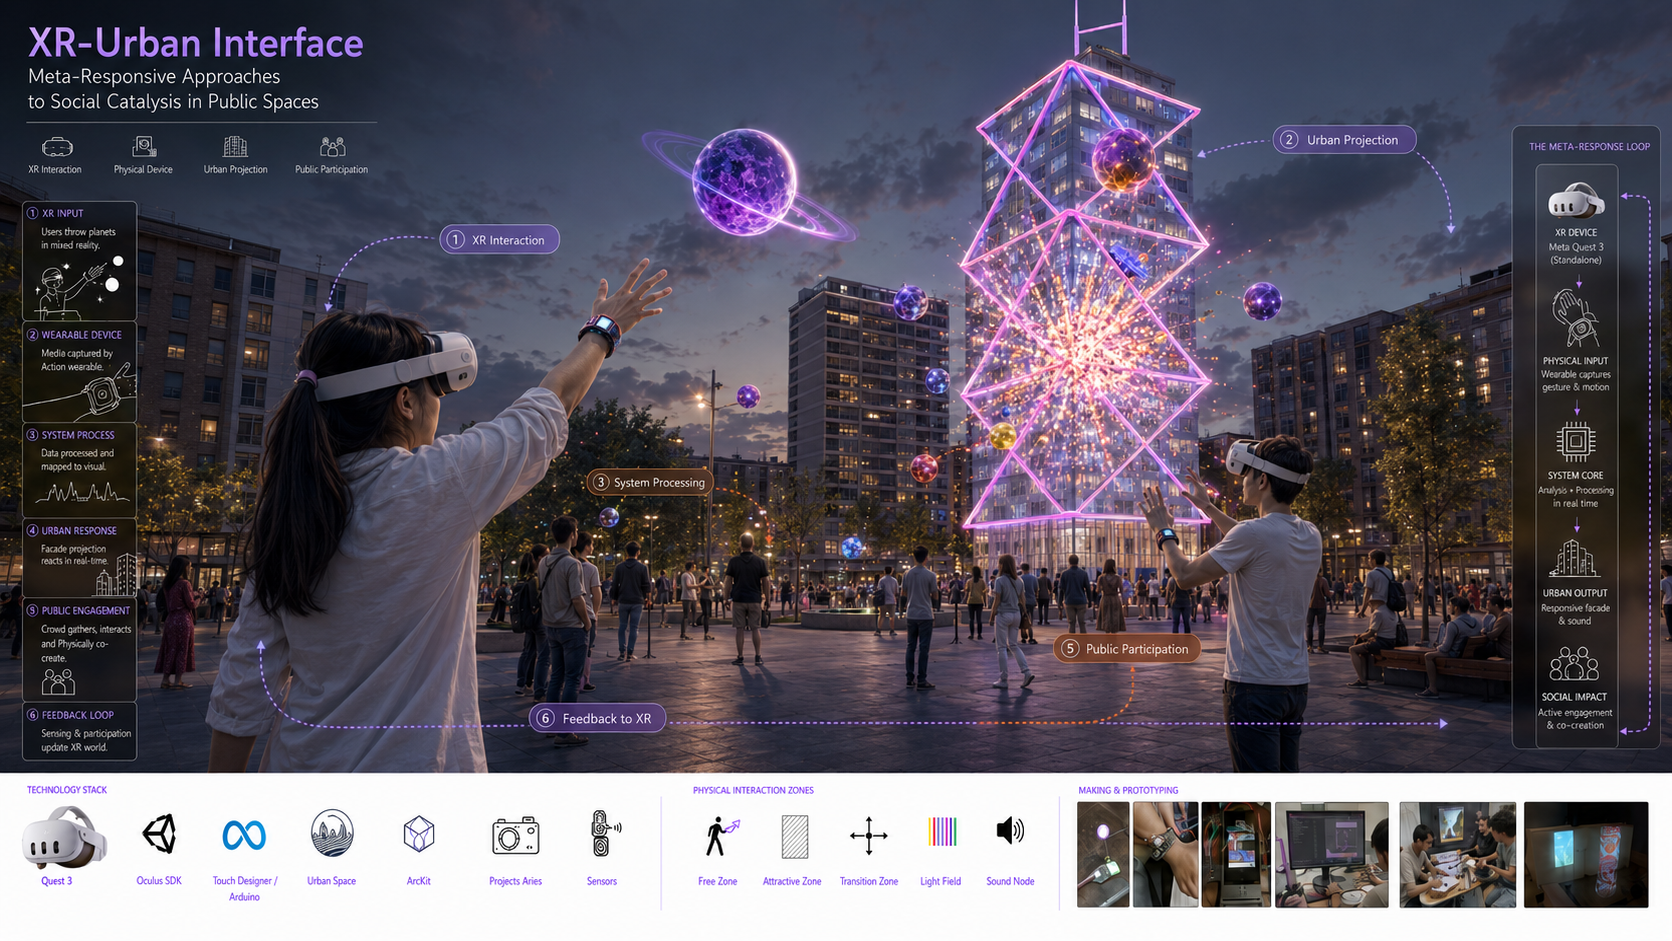 XR-Urban Interface
Meta-Responsive Approaches
to Social Catalysis in Public Spaces
XR Interaction
Physical Device
Urban Projection
Public Participation
1 XR INPUT
Users throw planets
in mixed reality.
2 WEARABLE DEVICE
Media captured by
Action wearable.
3 SYSTEM PROCESS
Data processed and
mapped to visual.
4 URBAN RESPONSE
Facade projection
reacts in real-time.
5 PUBLIC ENGAGEMENT
Crowd gathers, interacts
and Physically co-
create.
6 FEEDBACK LOOP
Sensing & participation
update XR world.
1 XR Interaction
2 Urban Projection
3 System Processing
5 Public Participation
6 Feedback to XR
THE META-RESPONSE LOOP
XR DEVICE
Meta Quest 3
(Standalone)
PHYSICAL INPUT
Wearable captures
gesture & motion
SYSTEM CORE
Analysis • Processing
in real time
URBAN OUTPUT
Responsive facade
& sound
SOCIAL IMPACT
Active engagement
& co-creation
TECHNOLOGY STACK
Quest 3
Oculus SDK
Touch Designer /
Arduino
Urban Space
ArcKit
Projects Aries
Sensors
PHYSICAL INTERACTION ZONES
Free Zone
Attractive Zone
Transition Zone
Light Field
Sound Node
MAKING & PROTOTYPING